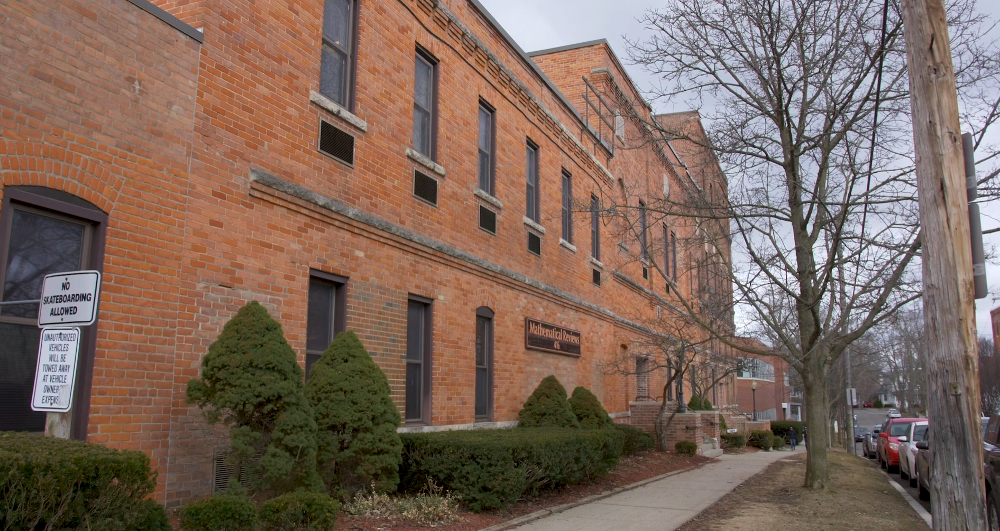 NO
SKATEBOARDING
ALLOWED
UNAUTHORIZED
VEHICLES
WILL BE
TOWED AWAY
AT VEHICLE
OWNER
EXPENS
Mathematical Reviews
416